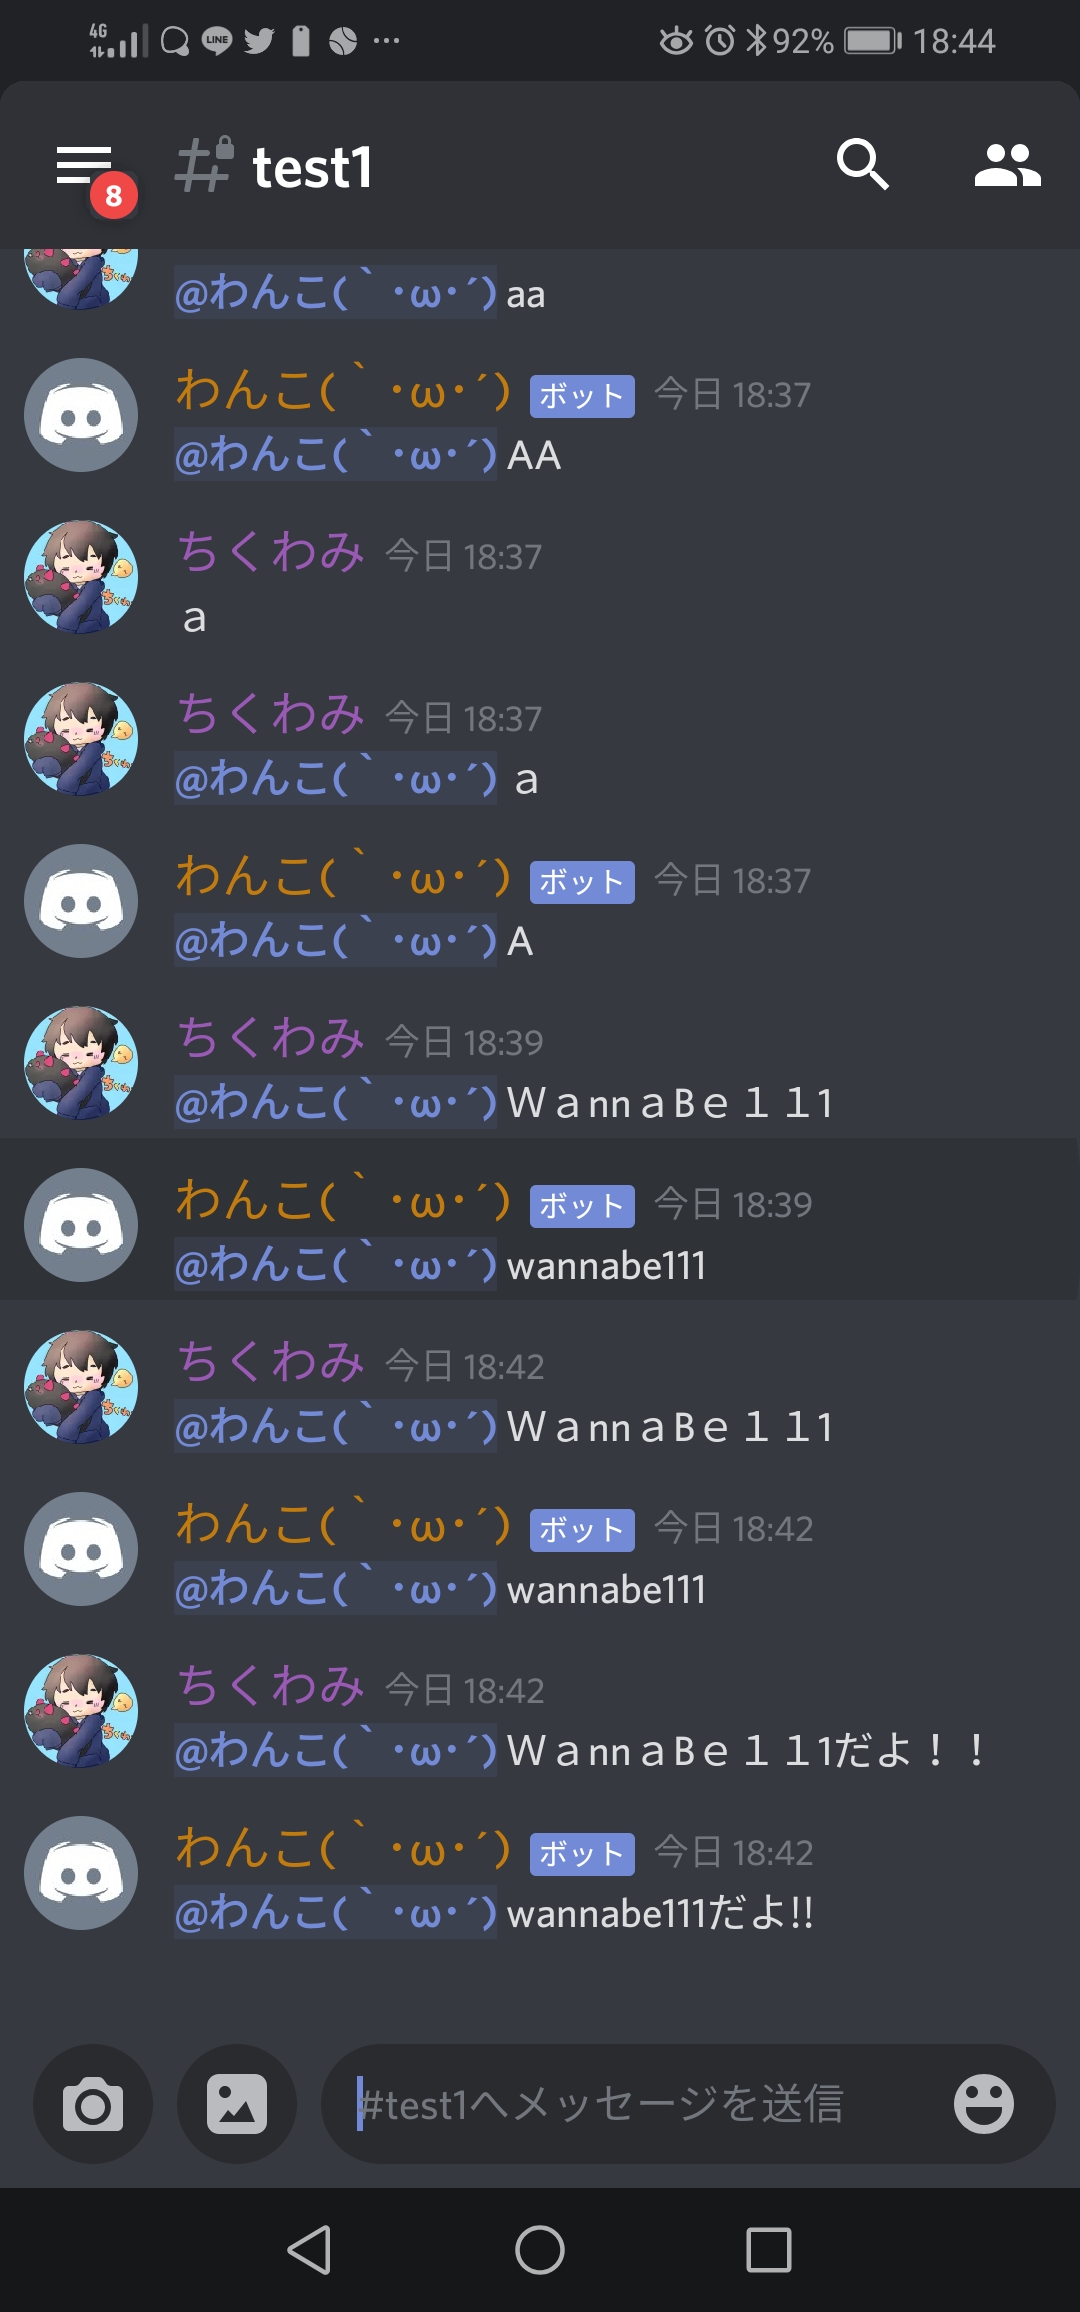 4G LINE 92% 18:44
8 # test1
@わんこ(｀･ω･´) aa
わんこ(｀･ω･´) ボット 今日 18:37
@わんこ(｀･ω･´) AA
ちくわみ 今日 18:37
ａ
ちくわみ 今日 18:37
@わんこ(｀･ω･´) ａ
わんこ(｀･ω･´) ボット 今日 18:37
@わんこ(｀･ω･´) A
ちくわみ 今日 18:39
@わんこ(｀･ω･´) ＷａnnａBｅ１１1
わんこ(｀･ω･´) ボット 今日 18:39
@わんこ(｀･ω･´) wannabe111
ちくわみ 今日 18:42
@わんこ(｀･ω･´) ＷａnnａBｅ１１1
わんこ(｀･ω･´) ボット 今日 18:42
@わんこ(｀･ω･´) wannabe111
ちくわみ 今日 18:42
@わんこ(｀･ω･´) ＷａnnａBｅ１１1だよ！！
わんこ(｀･ω･´) ボット 今日 18:42
@わんこ(｀･ω･´) wannabe111だよ!!
#test1へメッセージを送信